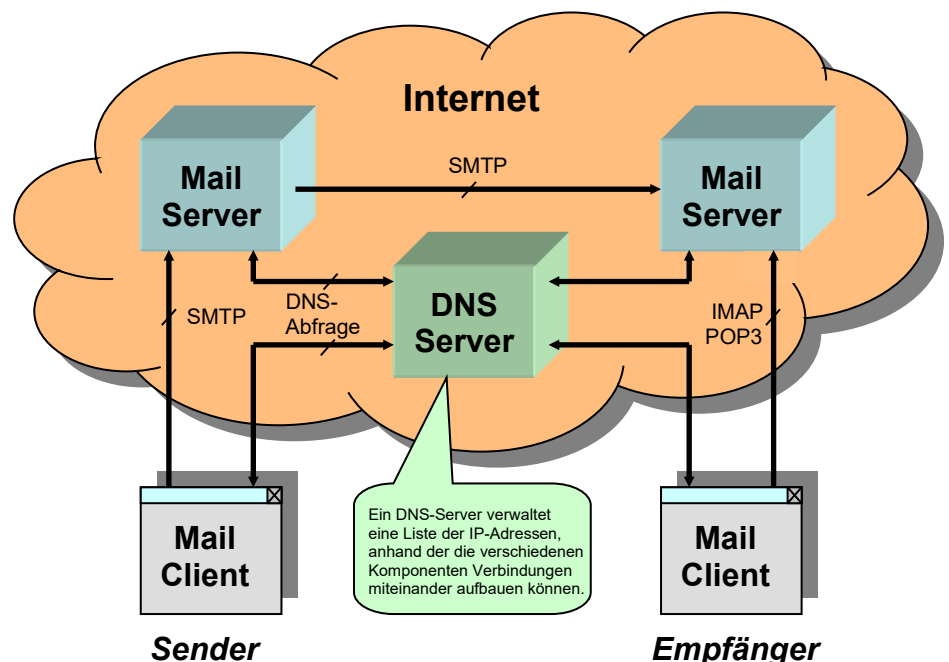 Internet
Mail
Server
SMTP
Mail
Server
SMTP
DNS-
Abfrage
DNS
Server
IMAP
POP3
Mail
Client
Ein DNS-Server verwaltet
eine Liste der IP-Adressen,
anhand der die verschiedenen
Komponenten Verbindungen
miteinander aufbauen können.
Mail
Client
Sender
Empfänger